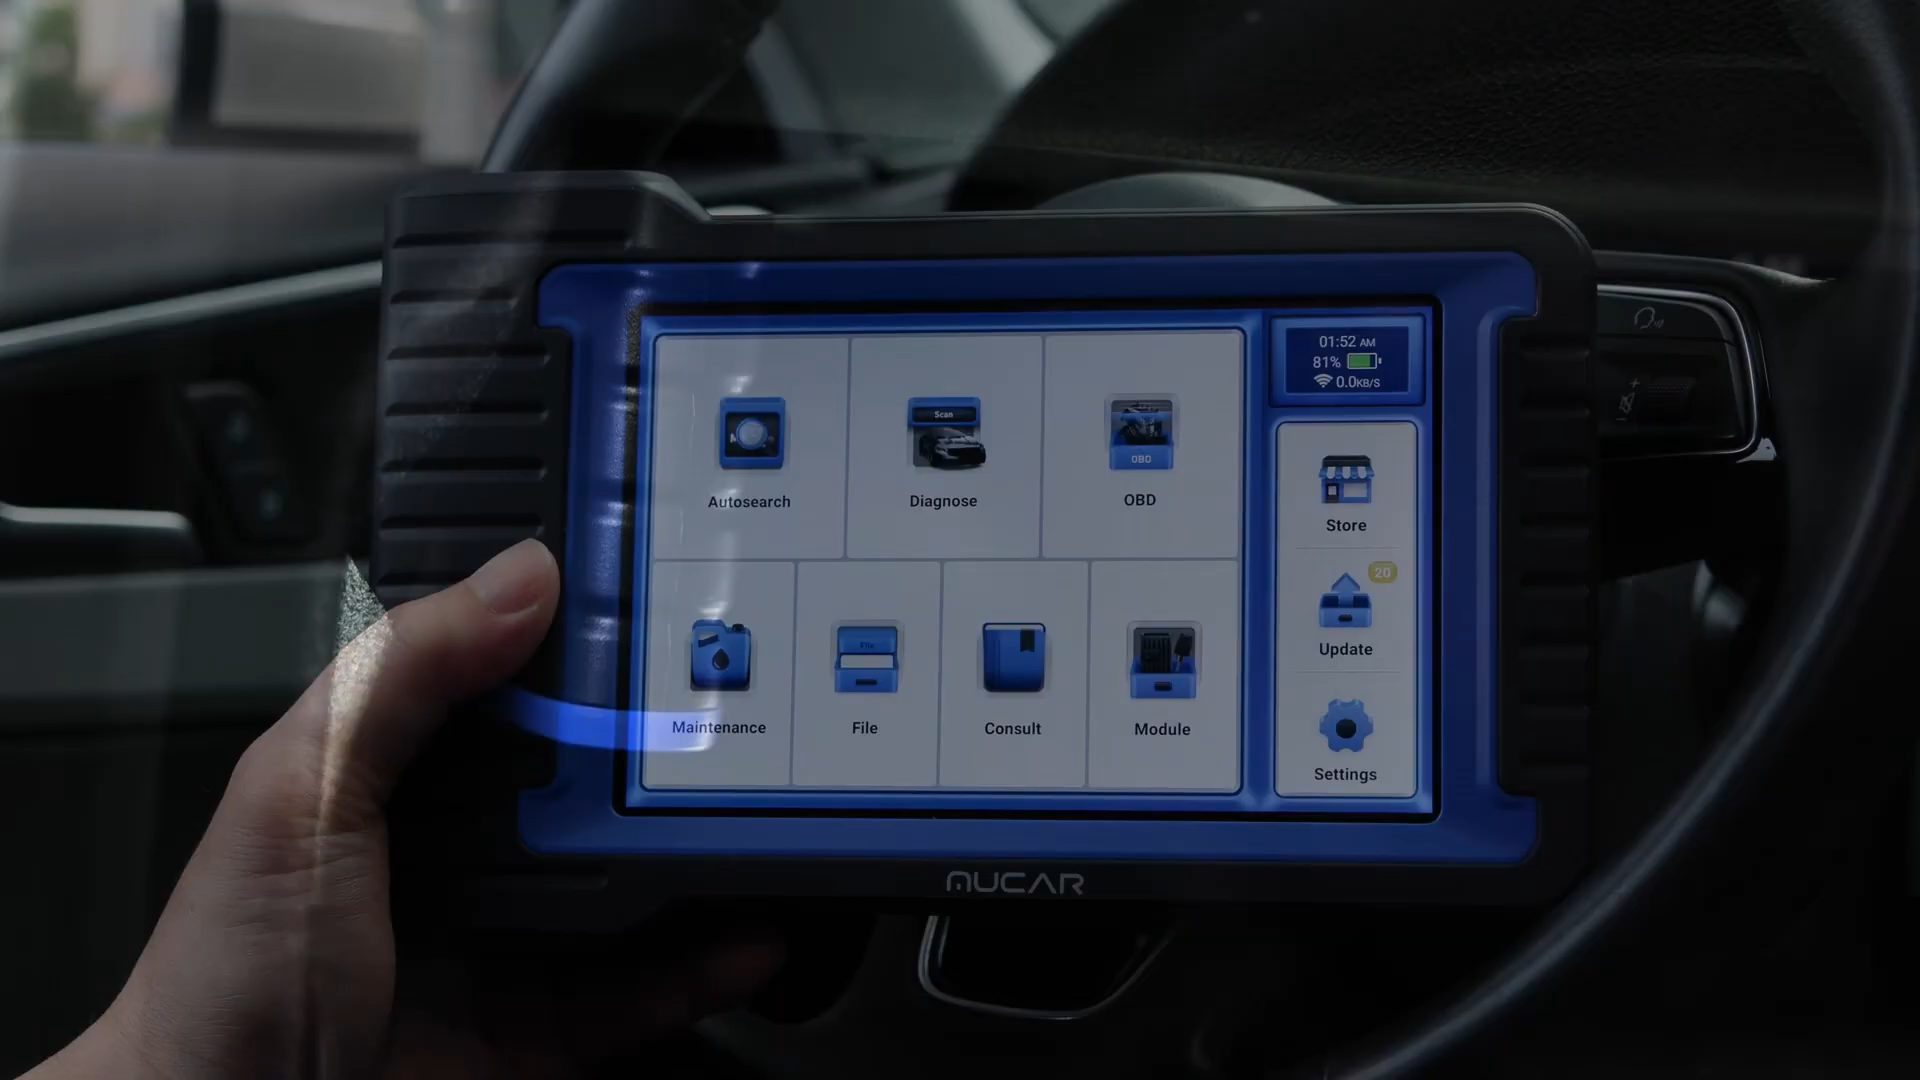 01:52 AM
81%
0.0KB/S
Scan
OBD
Autosearch
Diagnose
OBD
Store
20
Update
File
Maintenance
File
Consult
Module
Settings
MUCAR